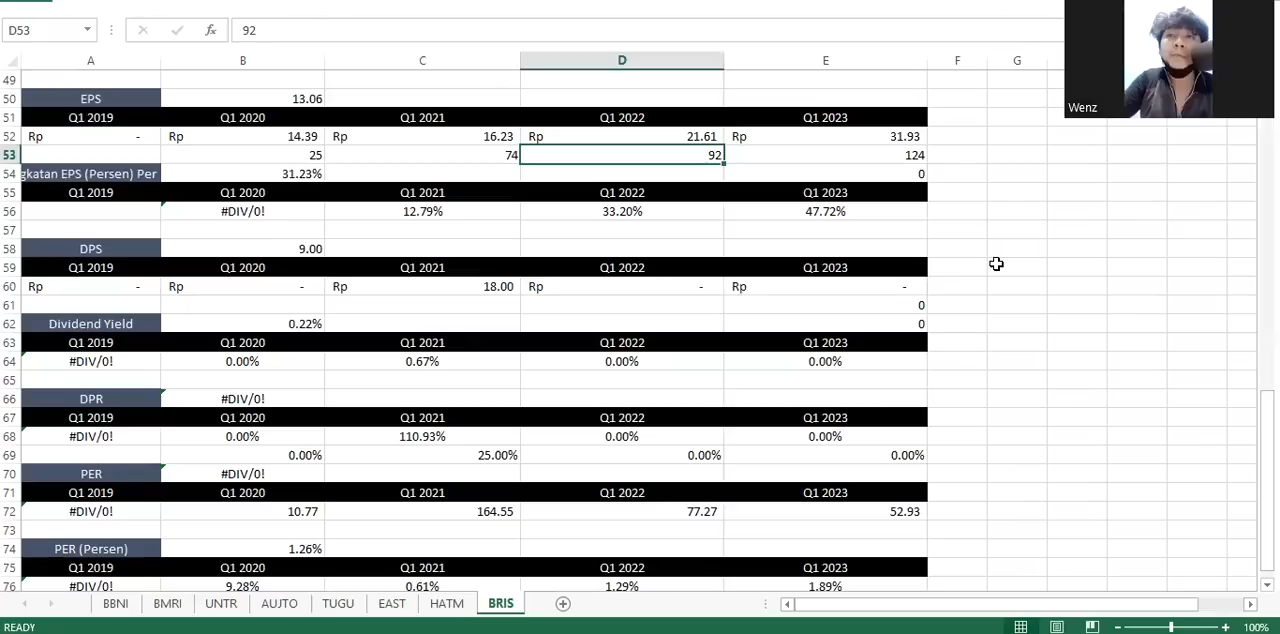 D53 fx 92
A B C D E F G
Wenz
49
50 EPS 13.06
51 Q1 2019 Q1 2020 Q1 2021 Q1 2022 Q1 2023
52 Rp - Rp 14.39 Rp 16.23 Rp 21.61 Rp 31.93
53 25 74 92 124
54 gkatan EPS (Persen) Per 31.23% 0
55 Q1 2019 Q1 2020 Q1 2021 Q1 2022 Q1 2023
56 #DIV/0! 12.79% 33.20% 47.72%
57
58 DPS 9.00
59 Q1 2019 Q1 2020 Q1 2021 Q1 2022 Q1 2023
60 Rp - Rp - Rp 18.00 Rp - Rp -
61 0
62 Dividend Yield 0.22% 0
63 Q1 2019 Q1 2020 Q1 2021 Q1 2022 Q1 2023
64 #DIV/0! 0.00% 0.67% 0.00% 0.00%
65
66 DPR #DIV/0!
67 Q1 2019 Q1 2020 Q1 2021 Q1 2022 Q1 2023
68 #DIV/0! 0.00% 110.93% 0.00% 0.00%
69 0.00% 25.00% 0.00% 0.00%
70 PER #DIV/0!
71 Q1 2019 Q1 2020 Q1 2021 Q1 2022 Q1 2023
72 #DIV/0! 10.77 164.55 77.27 52.93
73
74 PER (Persen) 1.26%
75 Q1 2019 Q1 2020 Q1 2021 Q1 2022 Q1 2023
76 #DIV/0! 9.28% 0.61% 1.29% 1.89%
BBNI BMRI UNTR AUJTO TUGU EAST HATM BRIS
READY 100%